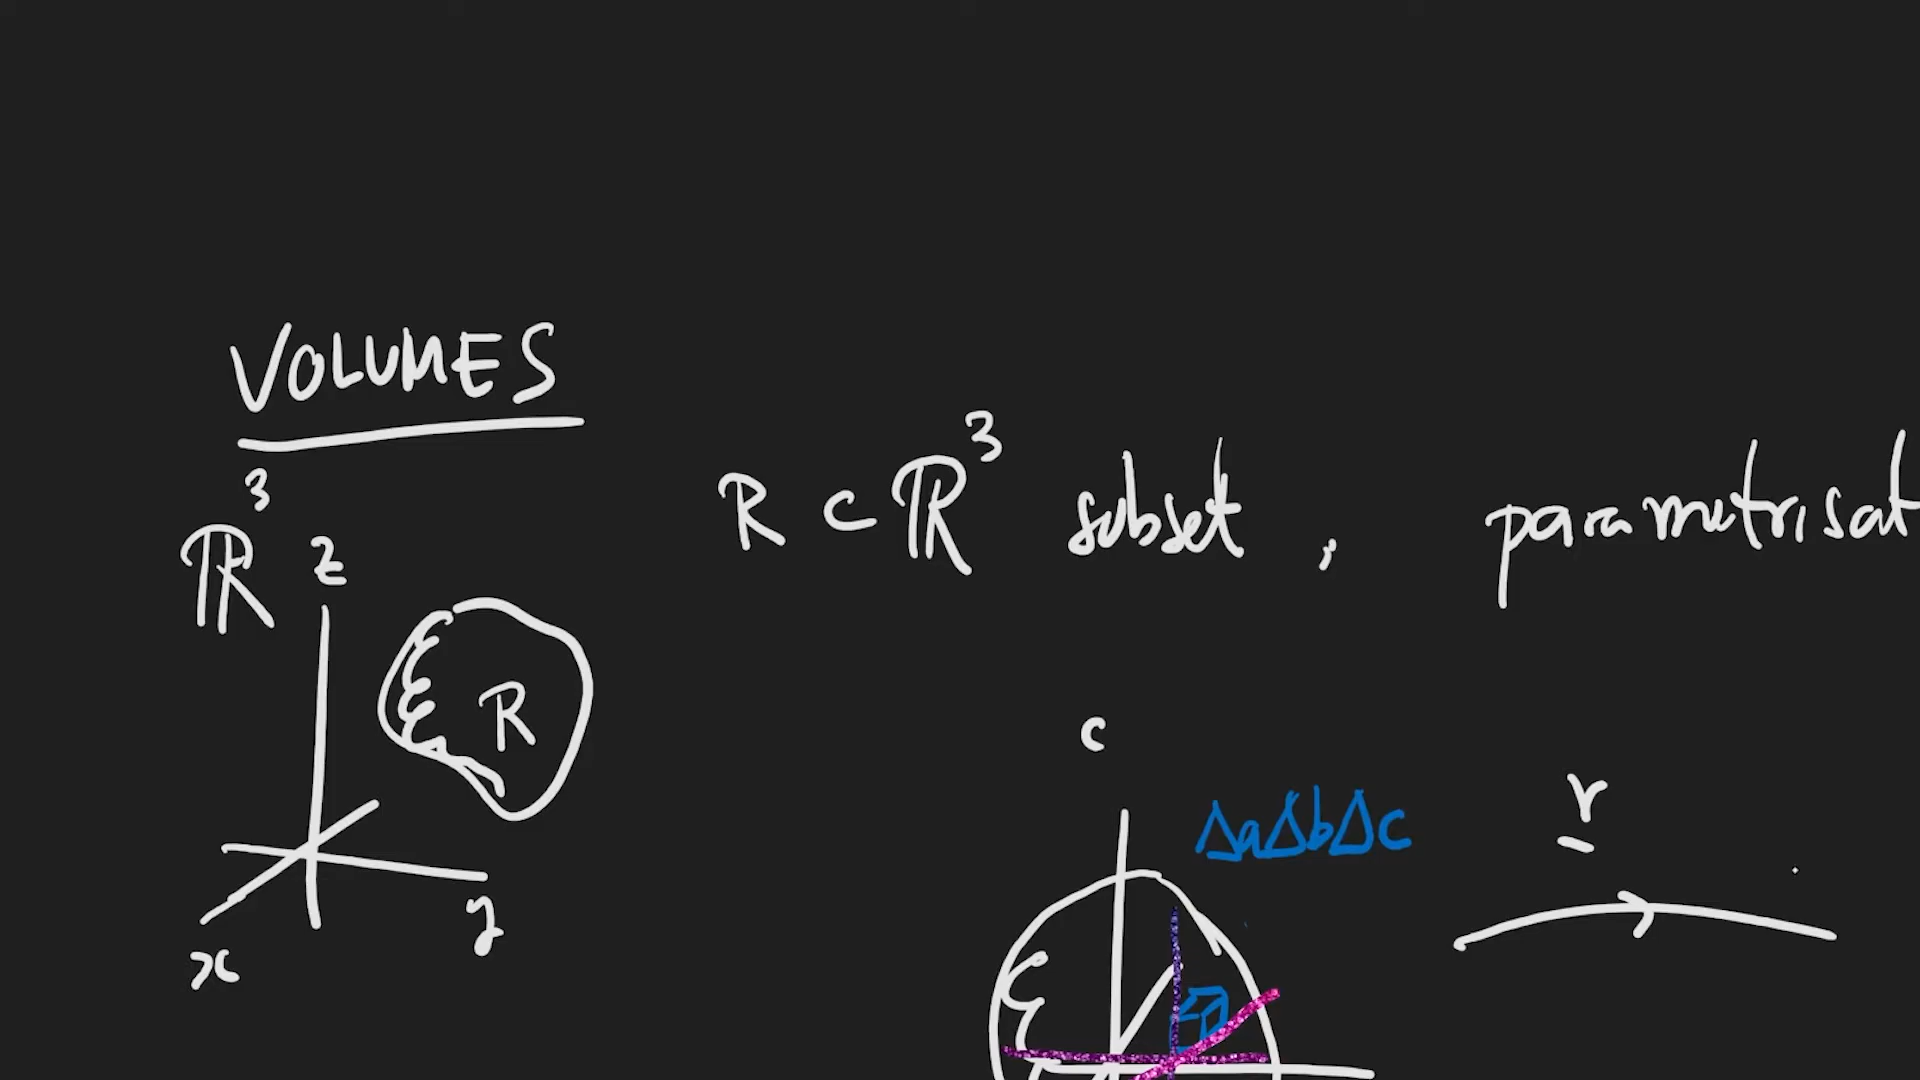 VOLUMES
R ⊂ ℝ³ subset, parametrisat
ℝ³
z
R
y
x
c
ΔaΔbΔc
r